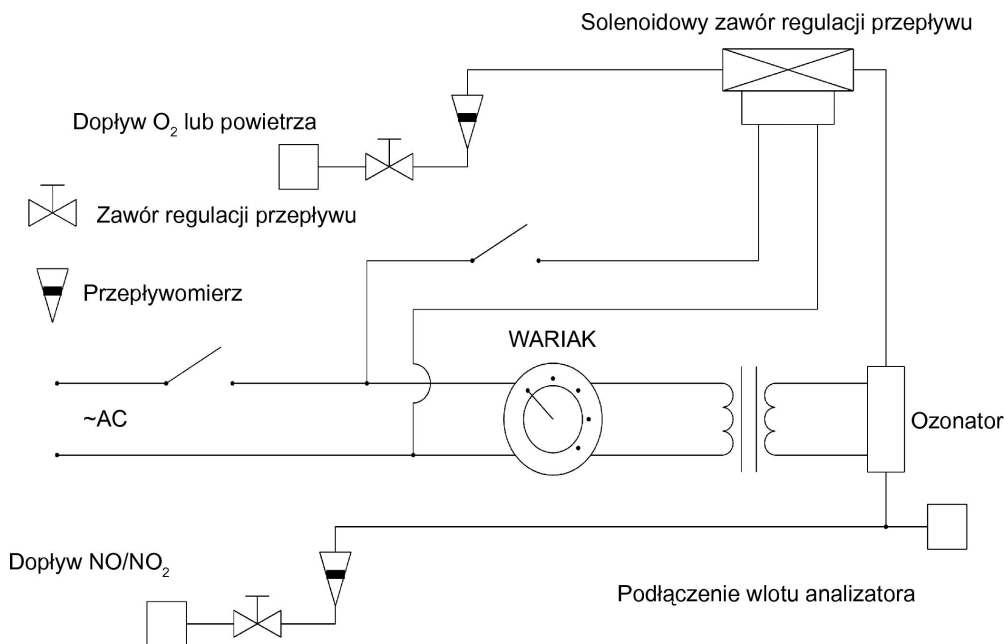 Solenoidowy zawór regulacji przepływu
Dopływ O₂ lub powietrza
Zawór regulacji przepływu
Przepływomierz
WARIAK
~AC
Ozonator
Dopływ NO/NO₂
Podłączenie wlotu analizatora